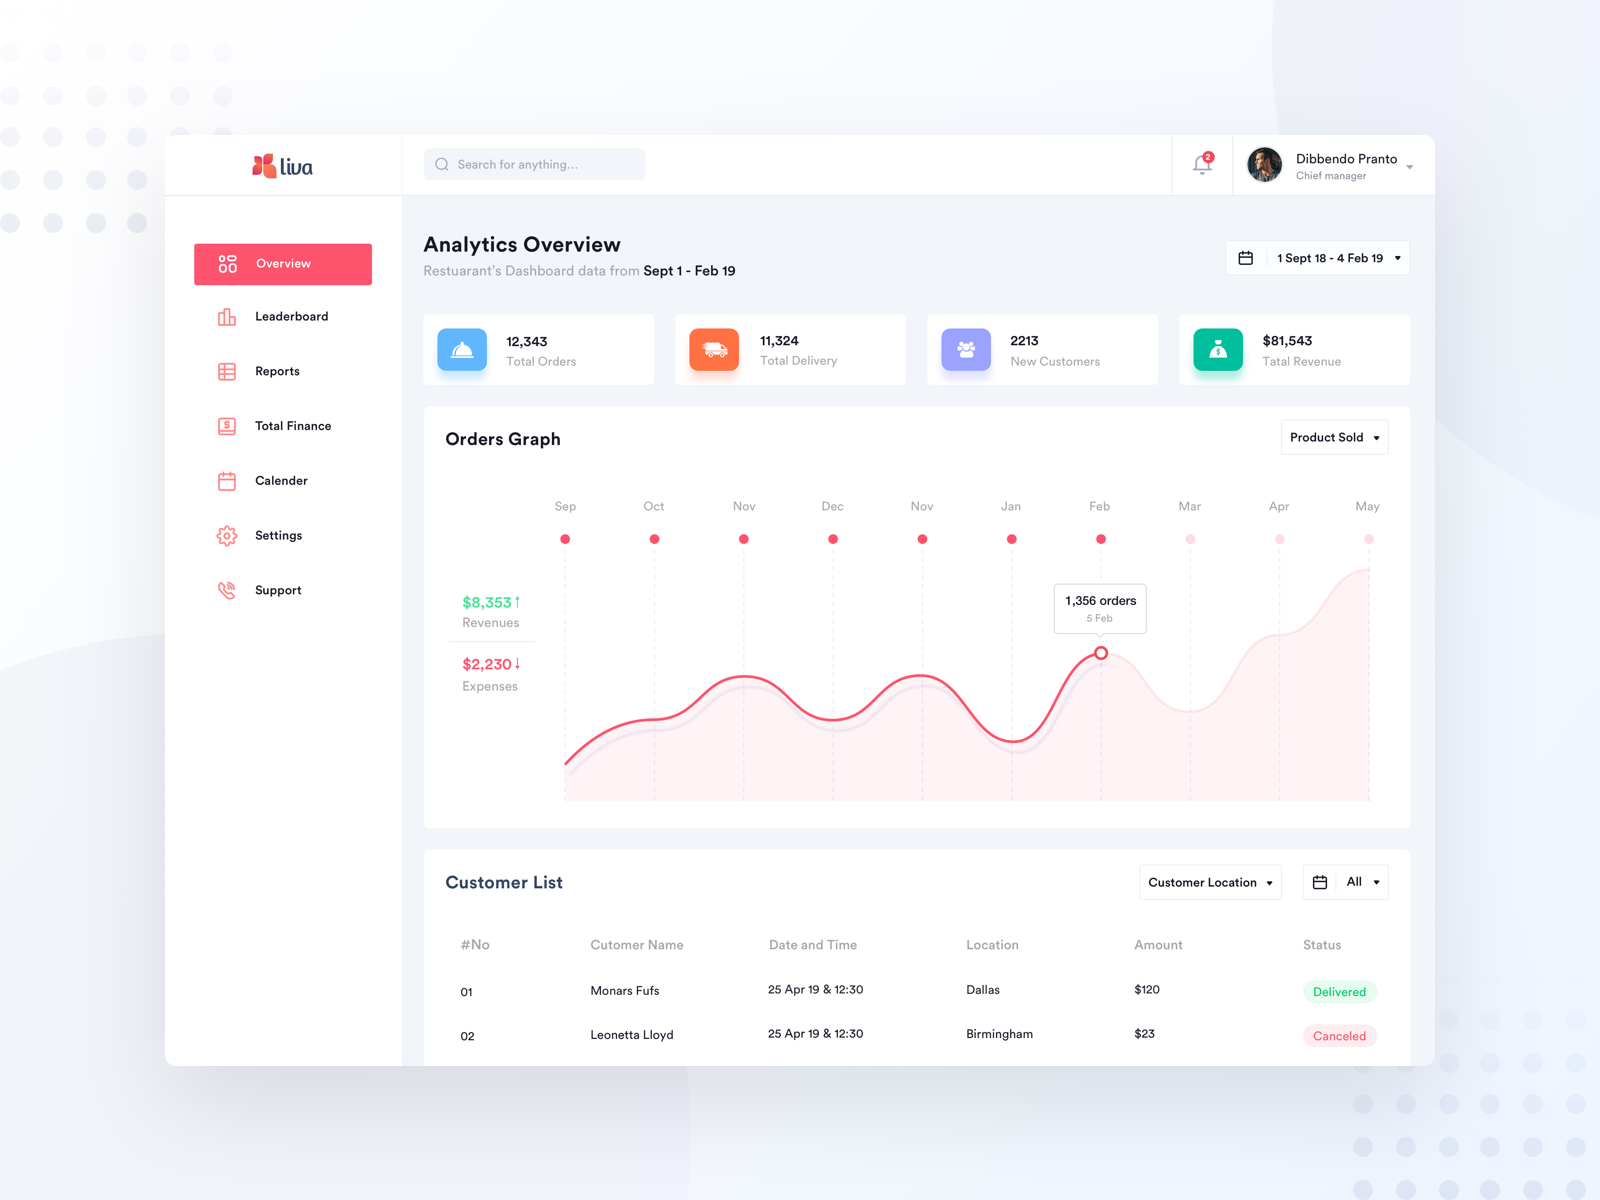 liva
Search for anything...
2
Dibbendo Pranto
Chief manager
Overview
Leaderboard
Reports
Total Finance
Calender
Settings
Support
Analytics Overview
Restuarant's Dashboard data from Sept 1 - Feb 19
1 Sept 18 - 4 Feb 19
12,343
Total Orders
11,324
Total Delivery
2213
New Customers
$
$81,543
Tatal Revenue
Orders Graph
Product Sold
Sep Oct Nov Dec Nov Jan Feb Mar Apr May
$8,353↑
Revenues
$2,230↓
Expenses
1,356 orders
5 Feb
Customer List
Customer Location
All
#No Cutomer Name Date and Time Location Amount Status
01 Monars Fufs 25 Apr 19 & 12:30 Dallas $120 Delivered
02 Leonetta Lloyd 25 Apr 19 & 12:30 Birmingham $23 Canceled